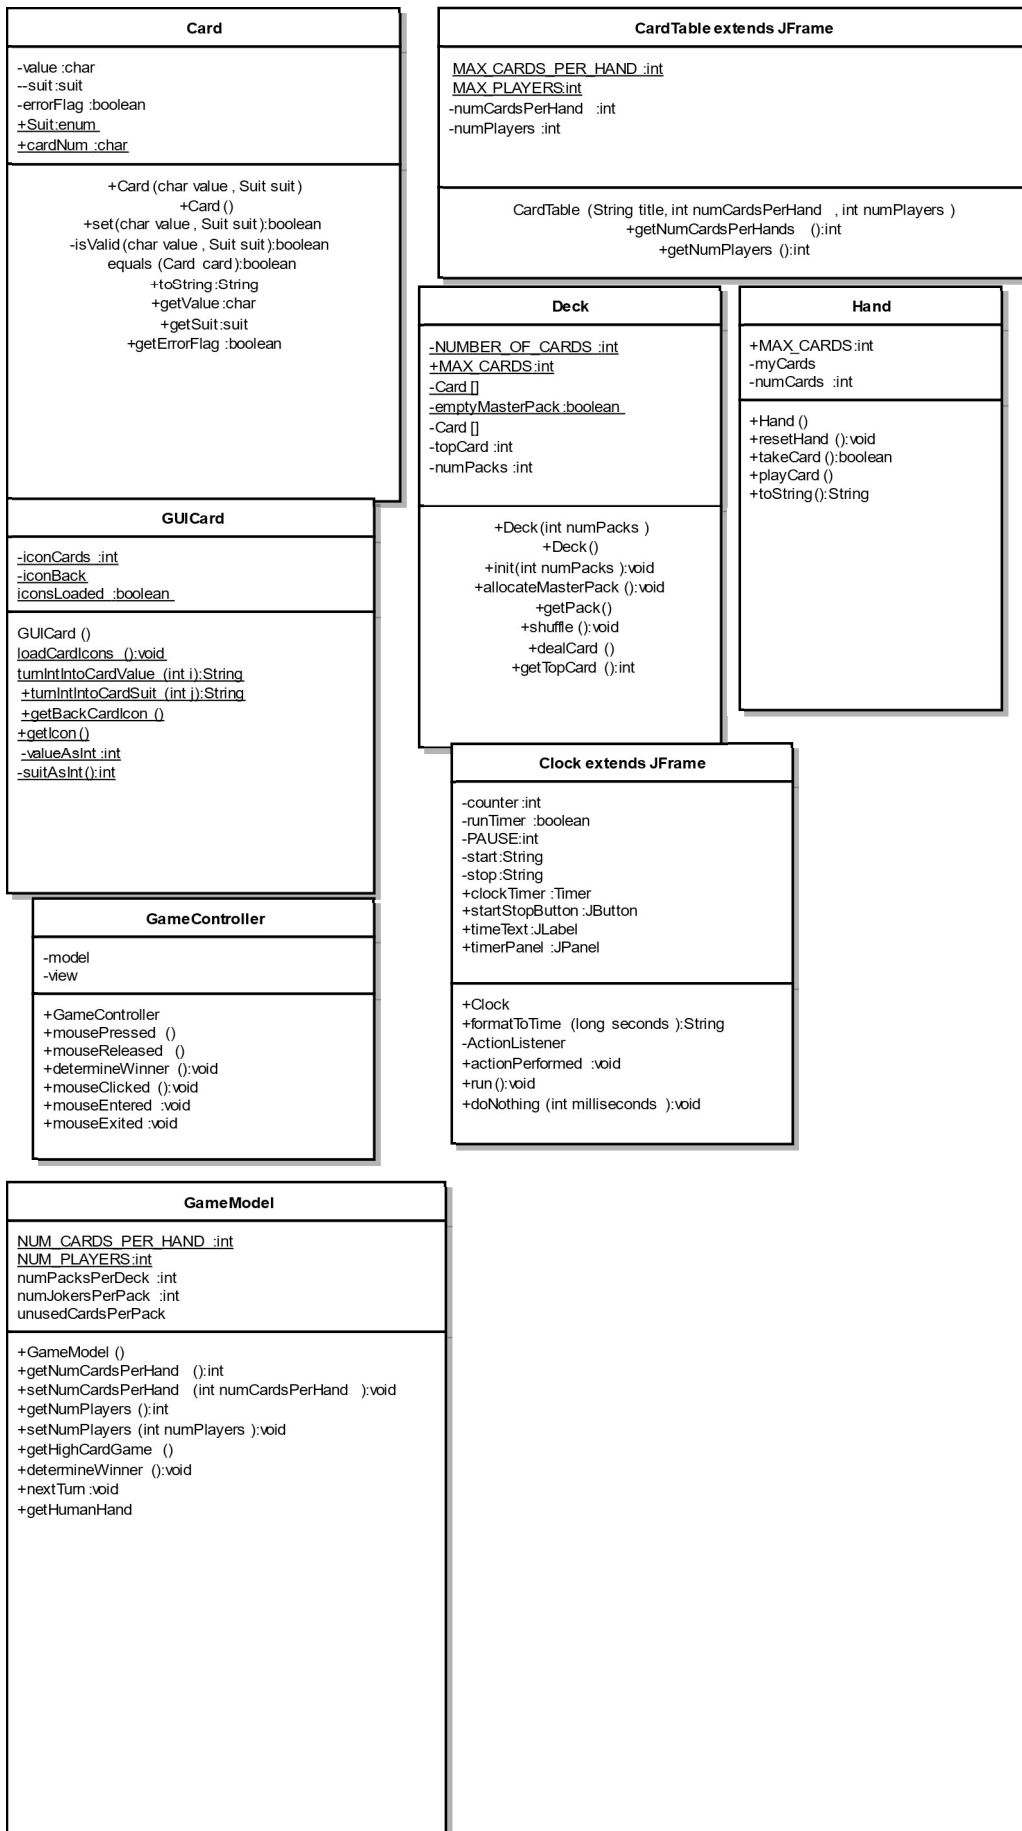 Card
-value :char
--suit :suit
-errorFlag :boolean
+Suit:enum
+cardNum :char
+Card (char value , Suit suit)
+Card ()
+set(char value , Suit suit):boolean
-isValid (char value , Suit suit):boolean
equals (Card card):boolean
+toString :String
+getValue :char
+getSuit :suit
+getErrorFlag :boolean
CardTable extends JFrame
MAX_CARDS_PER_HAND :int
MAX_PLAYERS:int
-numCardsPerHand :int
-numPlayers :int
CardTable (String title, int numCardsPerHand , int numPlayers )
+getNumCardsPerHands ():int
+getNumPlayers ():int
Deck
-NUMBER_OF_CARDS :int
+MAX_CARDS:int
-Card []
-emptyMasterPack :boolean
-Card []
-topCard :int
-numPacks :int
+Deck(int numPacks )
+Deck()
+init(int numPacks ):void
+allocateMasterPack ():void
+getPack()
+shuffle ():void
+dealCard ()
+getTopCard ():int
Hand
+MAX_CARDS:int
-myCards
-numCards :int
+Hand ()
+resetHand ():void
+takeCard ():boolean
+playCard ()
+toString():String
GUICard
-iconCards :int
-iconBack
iconsLoaded :boolean
GUICard ()
loadCardIcons ():void
turnIntIntoCardValue (int i):String
+turnIntIntoCardSuit (int j):String
+getBackCardIcon ()
+getIcon()
-valueAsInt :int
-suitAsInt():int
Clock extends JFrame
-counter :int
-runTimer :boolean
-PAUSE:int
-start:String
-stop:String
+clockTimer :Timer
+startStopButton :JButton
+timeText:JLabel
+timerPanel :JPanel
+Clock
+formatToTime (long seconds ):String
-ActionListener
+actionPerformed :void
+run():void
+doNothing (int milliseconds ):void
GameController
-model
-view
+GameController
+mousePressed ()
+mouseReleased ()
+determineWinner ():void
+mouseClicked ():void
+mouseEntered :void
+mouseExited :void
GameModel
NUM_CARDS_PER_HAND :int
NUM_PLAYERS:int
numPacksPerDeck :int
numJokersPerPack :int
unusedCardsPerPack
+GameModel ()
+getNumCardsPerHand ():int
+setNumCardsPerHand (int numCardsPerHand ):void
+getNumPlayers ():int
+setNumPlayers (int numPlayers ):void
+getHighCardGame ()
+determineWinner ():void
+nextTurn :void
+getHumanHand